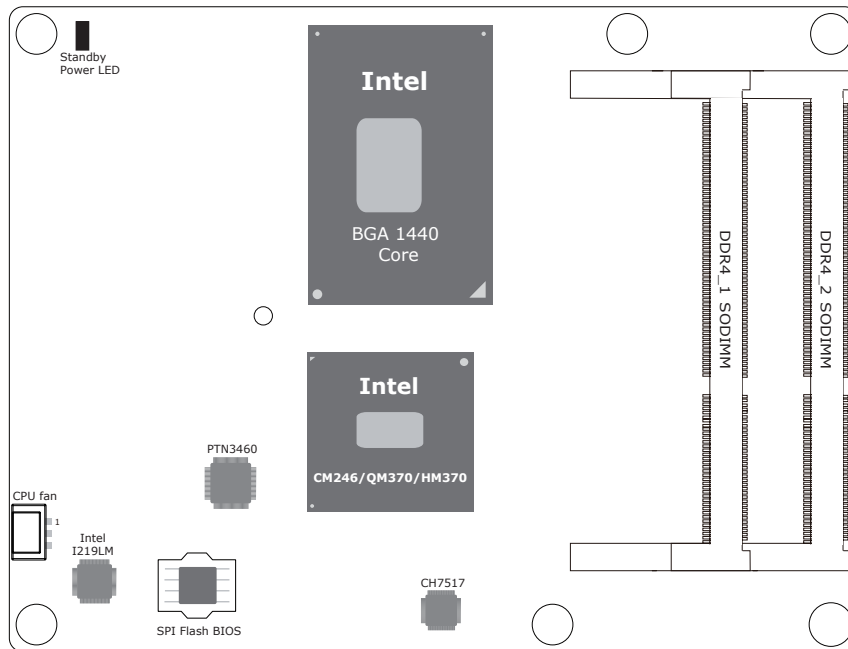 Standby
Power LED
Intel
BGA 1440
Core
DDR4_1 SODIMM
DDR4_2 SODIMM
Intel
CM246/QM370/HM370
PTN3460
CPU fan
1
Intel
I219LM
SPI Flash BIOS
CH7517